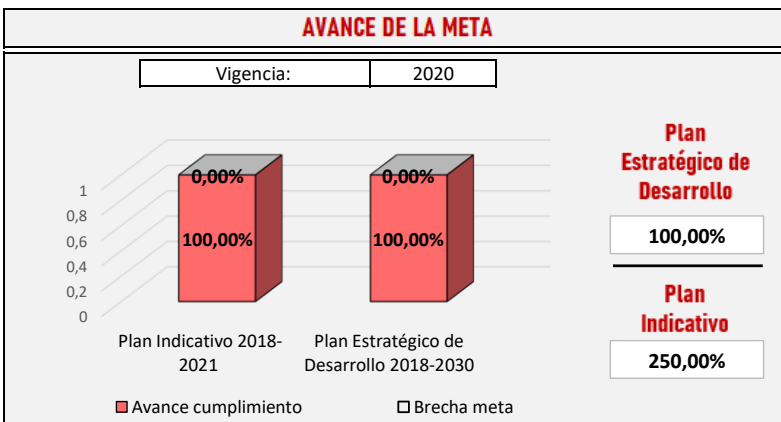 AVANCE DE LA META
Vigencia: 2020
1
0,8
0,6
0,4
0,2
0
0,00%
100,00%
0,00%
100,00%
Plan Indicativo 2018-
2021
Plan Estratégico de
Desarrollo 2018-2030
Avance cumplimiento
Brecha meta
Plan
Estratégico de
Desarrollo
100,00%
Plan
Indicativo
250,00%